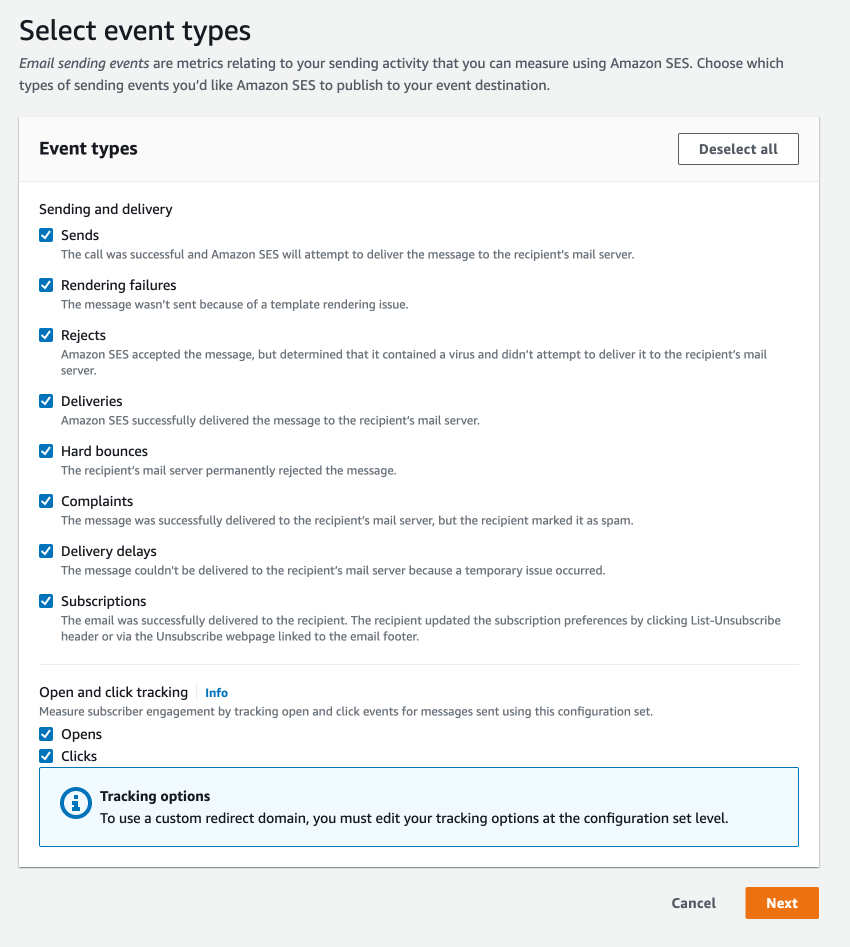 Select event types
Email sending events are metrics relating to your sending activity that you can measure using Amazon SES. Choose which
types of sending events you’d like Amazon SES to publish to your event destination.
Event types
Deselect all
Sending and delivery
Sends
The call was successful and Amazon SES will attempt to deliver the message to the recipient’s mail server.
Rendering failures
The message wasn’t sent because of a template rendering issue.
Rejects
Amazon SES accepted the message, but determined that it contained a virus and didn’t attempt to deliver it to the recipient’s mail
server.
Deliveries
Amazon SES successfully delivered the message to the recipient’s mail server.
Hard bounces
The recipient’s mail server permanently rejected the message.
Complaints
The message was successfully delivered to the recipient’s mail server, but the recipient marked it as spam.
Delivery delays
The message couldn’t be delivered to the recipient’s mail server because a temporary issue occurred.
Subscriptions
The email was successfully delivered to the recipient. The recipient updated the subscription preferences by clicking List-Unsubscribe
header or via the Unsubscribe webpage linked to the email footer.
Open and click tracking Info
Measure subscriber engagement by tracking open and click events for messages sent using this configuration set.
Opens
Clicks
Tracking options
To use a custom redirect domain, you must edit your tracking options at the configuration set level.
Cancel
Next